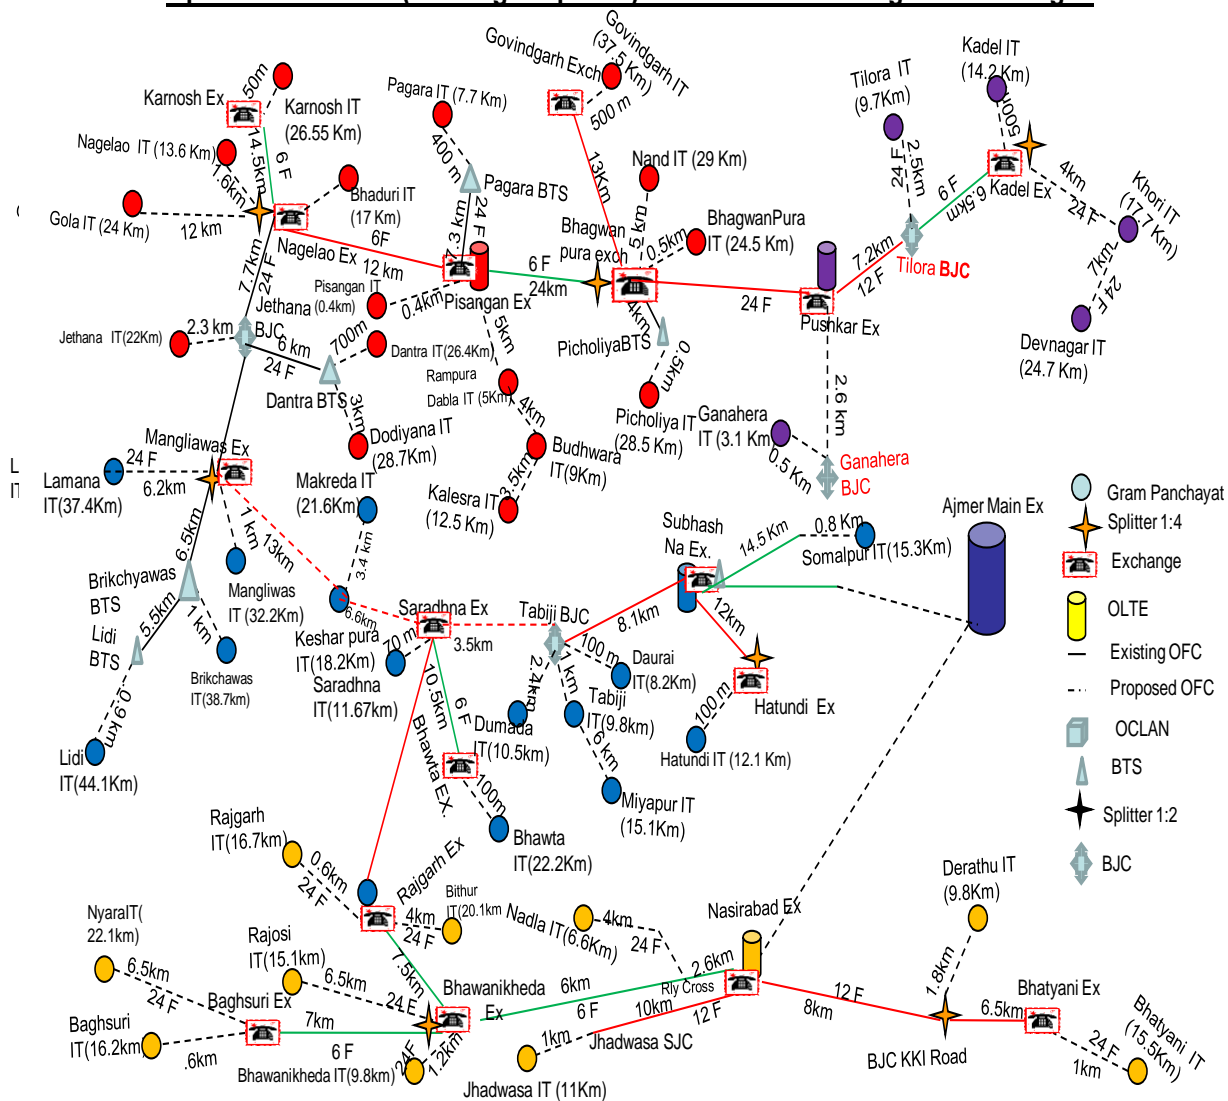 Karnosh Ex
50m
Karnosh IT
(26.55 Km)
14.5km
6 F
Nagelao IT (13.6 Km)
1.6km
Bhaduri IT
(17 Km)
Gola IT (24 Km)
12 km
Nagelao Ex
6F
12 km
7.7km
24 F
Pagara IT (7.7 Km)
400 m
Pagara BTS
7.3 km
24 F
Govindgarh Exch
Govindgarh IT
(37.5 Km)
500 m
13Km
Nand IT (29 Km)
5 km
Bhagwan
pura exch
0.5km
BhagwanPura
IT (24.5 Km)
Tilora IT
(9.7Km)
24 F
2.5km
Kadel IT
(14.2 Km)
Kadel Ex
4km
24 F
Khori IT
(17.7 Km)
7km
24 F
Devnagar IT
(24.7 Km)
6 F
6.5km
Tilora BJC
7.2km
12 F
24 F
Pushkar Ex
6 F
24km
Pisangan IT
(0.4km)
0.4km
Pisangan Ex
5km
Jethana
BJC
Jethana IT(22Km)
2.3 km
6 km
24 F
700m
Dantra IT(26.4Km)
Dantra BTS
3km
Dodiyana IT
(28.7Km)
Rampura
Dabla IT (5Km)
4km
Budhwara
IT(9Km)
3.5km
Kalesra IT
(12.5 Km)
4km
PicholiyaBTS
0.5km
Picholiya IT
(28.5 Km)
2.6 km
Ganahera
IT (3.1 Km)
0.5 Km
Ganahera
BJC
L
IT
Mangliawas Ex
24 F
6.2km
Lamana
IT(37.4Km)
6.5km
1 km
13km
Mangliwas
IT (32.2Km)
Brikchyawas
BTS
5.5km
1 km
Brikchawas
IT(38.7km)
Lidi
BTS
0.9 km
Lidi
IT(44.1Km)
Makreda IT
(21.6Km)
3.4 km
Keshar pura
IT(18.2Km)
6.6km
Saradhna Ex
70 m
Saradhna
IT(11.67km)
3.5km
Tabiji BJC
8.1km
100 m
Daurai
IT(8.2Km)
2.4km
Dumada
IT(10.5km)
1 km
Tabiji
IT(9.8km)
6 km
Miyapur IT
(15.1Km)
Subhash
Na Ex.
14.5 Km
0.8 Km
Somalpur IT(15.3Km)
12km
Hatundi Ex
100 m
Hatundi IT (12.1 Km)
Ajmer Main Ex
Gram Panchayat
Splitter 1:4
Exchange
OLTE
Existing OFC
Proposed OFC
OCLAN
BTS
Splitter 1:2
BJC
10.5km
6 F
Bhawta EX.
100m
Bhawta
IT(22.2Km)
Rajgarh
IT(16.7km)
0.6km
24 F
Rajgarh Ex
4km
24 F
Bithur
IT(20.1km
7.5km
NyaraIT(
22.1km)
6.5km
24 F
Rajosi
IT(15.1km)
6.5km
24 F
Baghsuri Ex
Baghsuri
IT(16.2km)
.6km
7km
6 F
Bhawanikheda
Ex
Bhawanikheda IT(9.8km)
24F
1.2km
Nadla IT(6.6Km)
4km
24 F
Nasirabad Ex
2.6km
Rly Cross
6km
6 F
10km
12 F
1km
Jhadwasa SJC
Jhadwasa IT (11Km)
12 F
8km
BJC KKI Road
Derathu IT
(9.8Km)
1.8km
6.5km
Bhatyani Ex
24 F
1km
Bhatyani IT
(15.5Km)